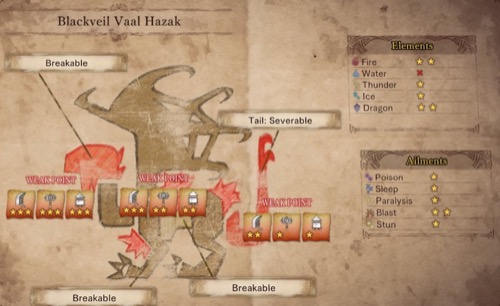 Blackveil Vaal Hazak
Breakable
Tail: Severable
WEAK POINT
WEAK POINT
WEAK POINT
Breakable
Breakable
Elements
Fire
Water
Thunder
Ice
Dragon
Ailments
Poison
Sleep
Paralysis
Blast
Stun